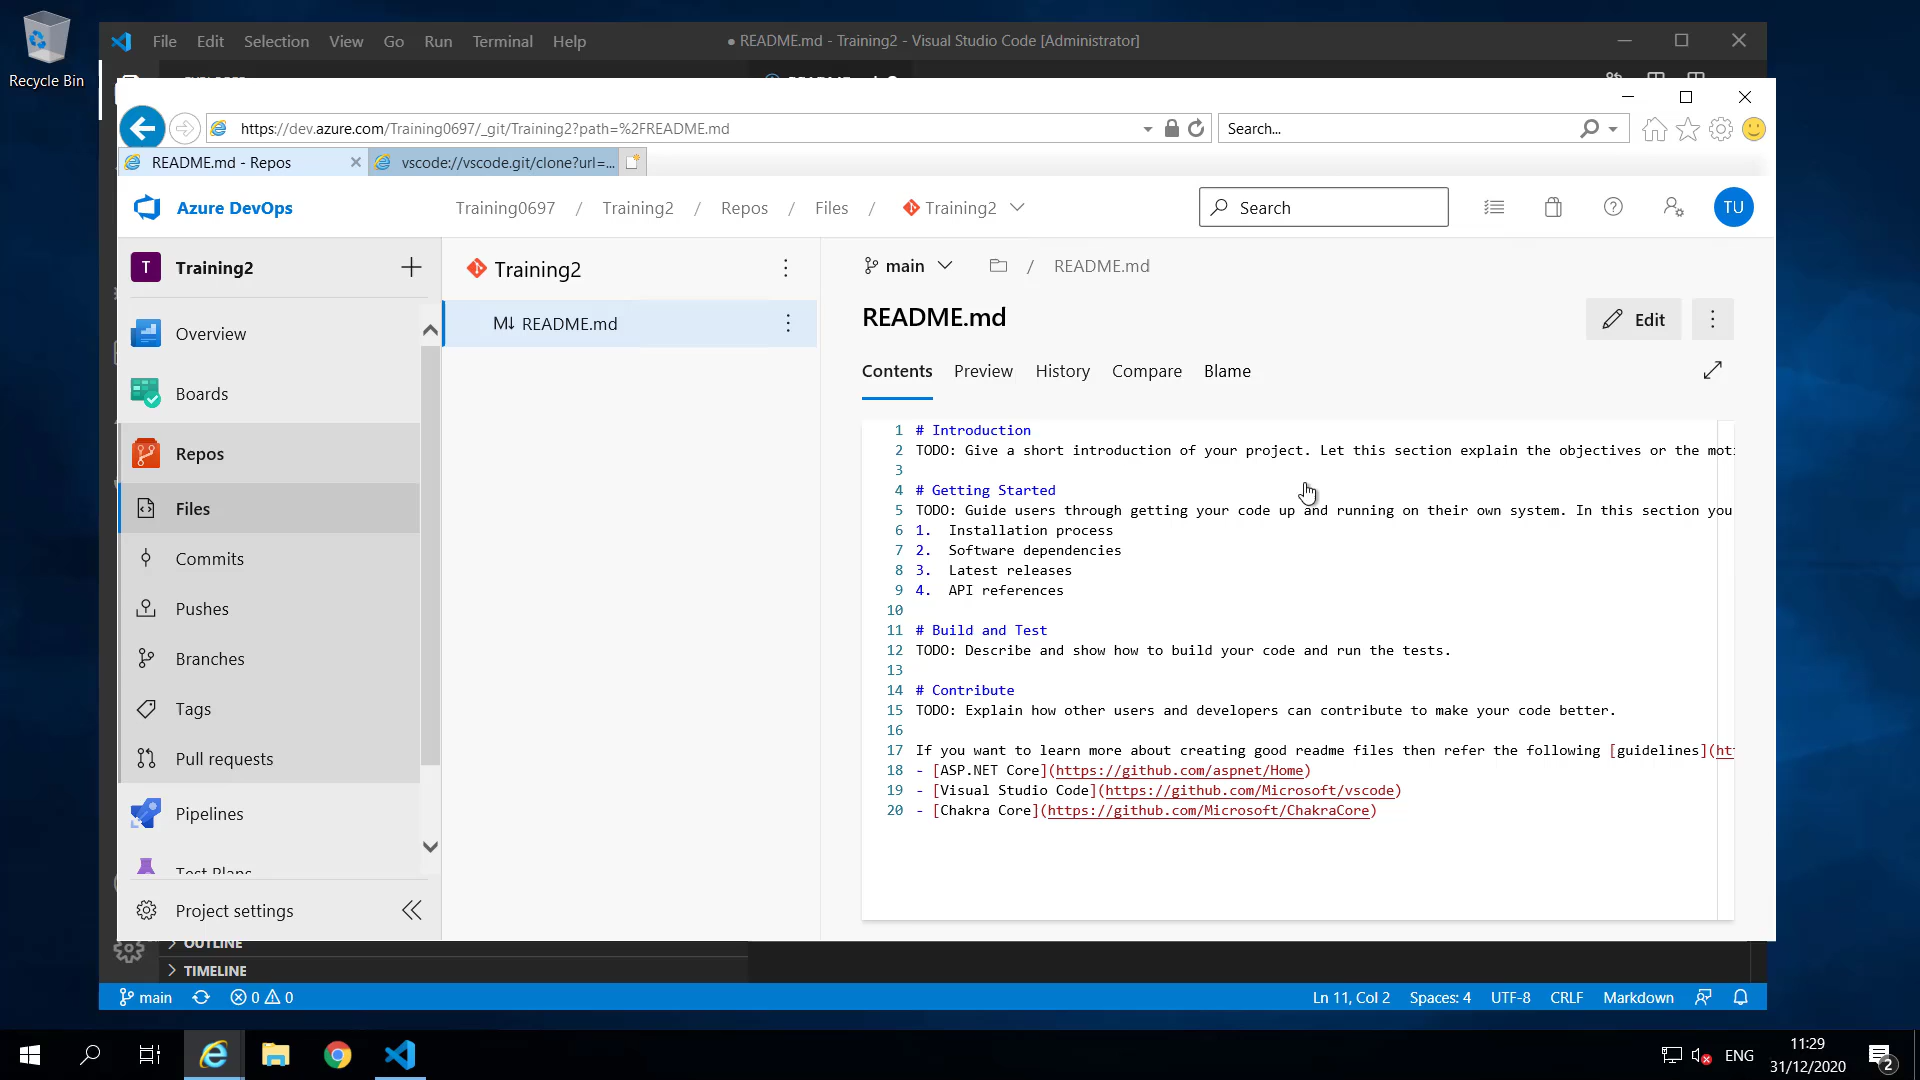 Recycle Bin
File Edit Selection View Go Run Terminal Help
● README.md - Training2 - Visual Studio Code [Administrator]
https://dev.azure.com/Training0697/_git/Training2?path=%2FREADME.md
Search...
README.md - Repos
vscode://vscode.git/clone?url=...
Azure DevOps
Training0697 / Training2 / Repos / Files / Training2
Search
TU
T Training2
Overview
Boards
Repos
Files
Commits
Pushes
Branches
Tags
Pull requests
Pipelines
Test Plans
Project settings
Training2
M↓ README.md
main / README.md
README.md
Edit
Contents Preview History Compare Blame
1 # Introduction
2 TODO: Give a short introduction of your project. Let this section explain the objectives or the mot
3
4 # Getting Started
5 TODO: Guide users through getting your code up and running on their own system. In this section you
6 1.  Installation process
7 2.  Software dependencies
8 3.  Latest releases
9 4.  API references
10
11 # Build and Test
12 TODO: Describe and show how to build your code and run the tests.
13
14 # Contribute
15 TODO: Explain how other users and developers can contribute to make your code better.
16
17 If you want to learn more about creating good readme files then refer the following [guidelines](ht
18 - [ASP.NET Core](https://github.com/aspnet/Home)
19 - [Visual Studio Code](https://github.com/Microsoft/vscode)
20 - [Chakra Core](https://github.com/Microsoft/ChakraCore)
OUTLINE
TIMELINE
main 0 0
Ln 11, Col 2 Spaces: 4 UTF-8 CRLF Markdown
ENG
11:29
31/12/2020
2